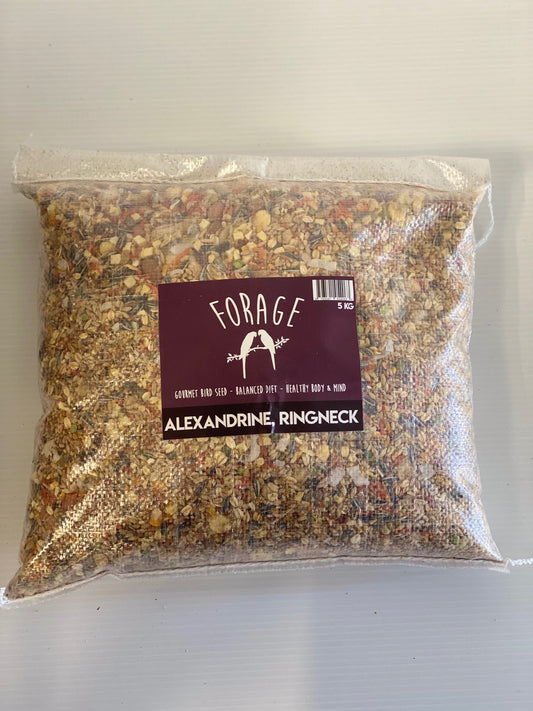 FORAGE
5 KG
GOURMET BIRD SEED - BALANCED DIET - HEALTHY BODY & MIND
ALEXANDRINE, RINGNECK